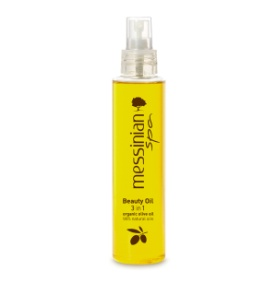 messinian
spa
Beauty Oil
3 in 1
organic olive oil